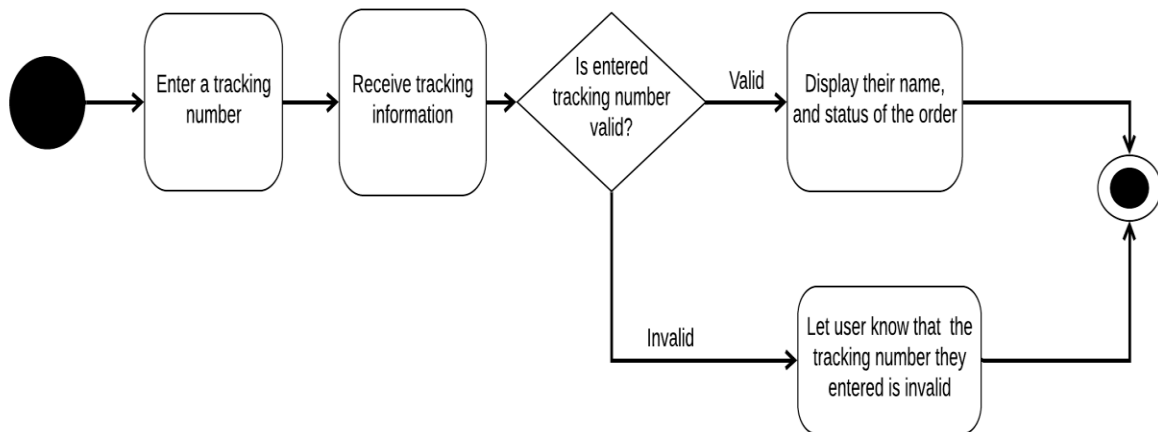 Enter a tracking
number
Receive tracking
information
Is entered
tracking number
valid?
Valid
Display their name,
and status of the order
Invalid
Let user know that the
tracking number they
entered is invalid